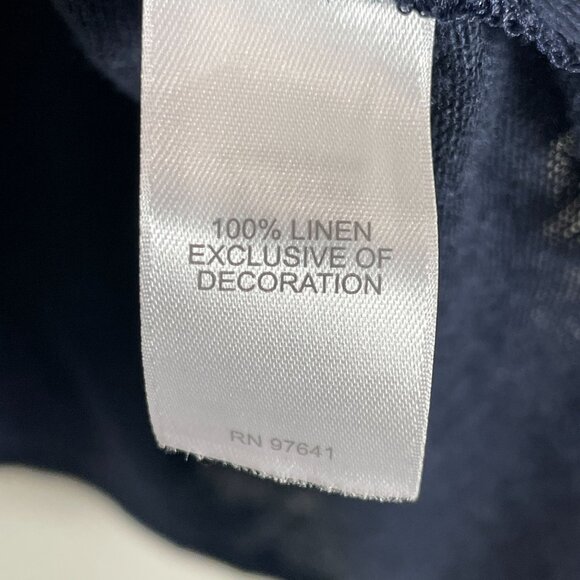 100% LINEN
EXCLUSIVE OF
DECORATION
RN 97641